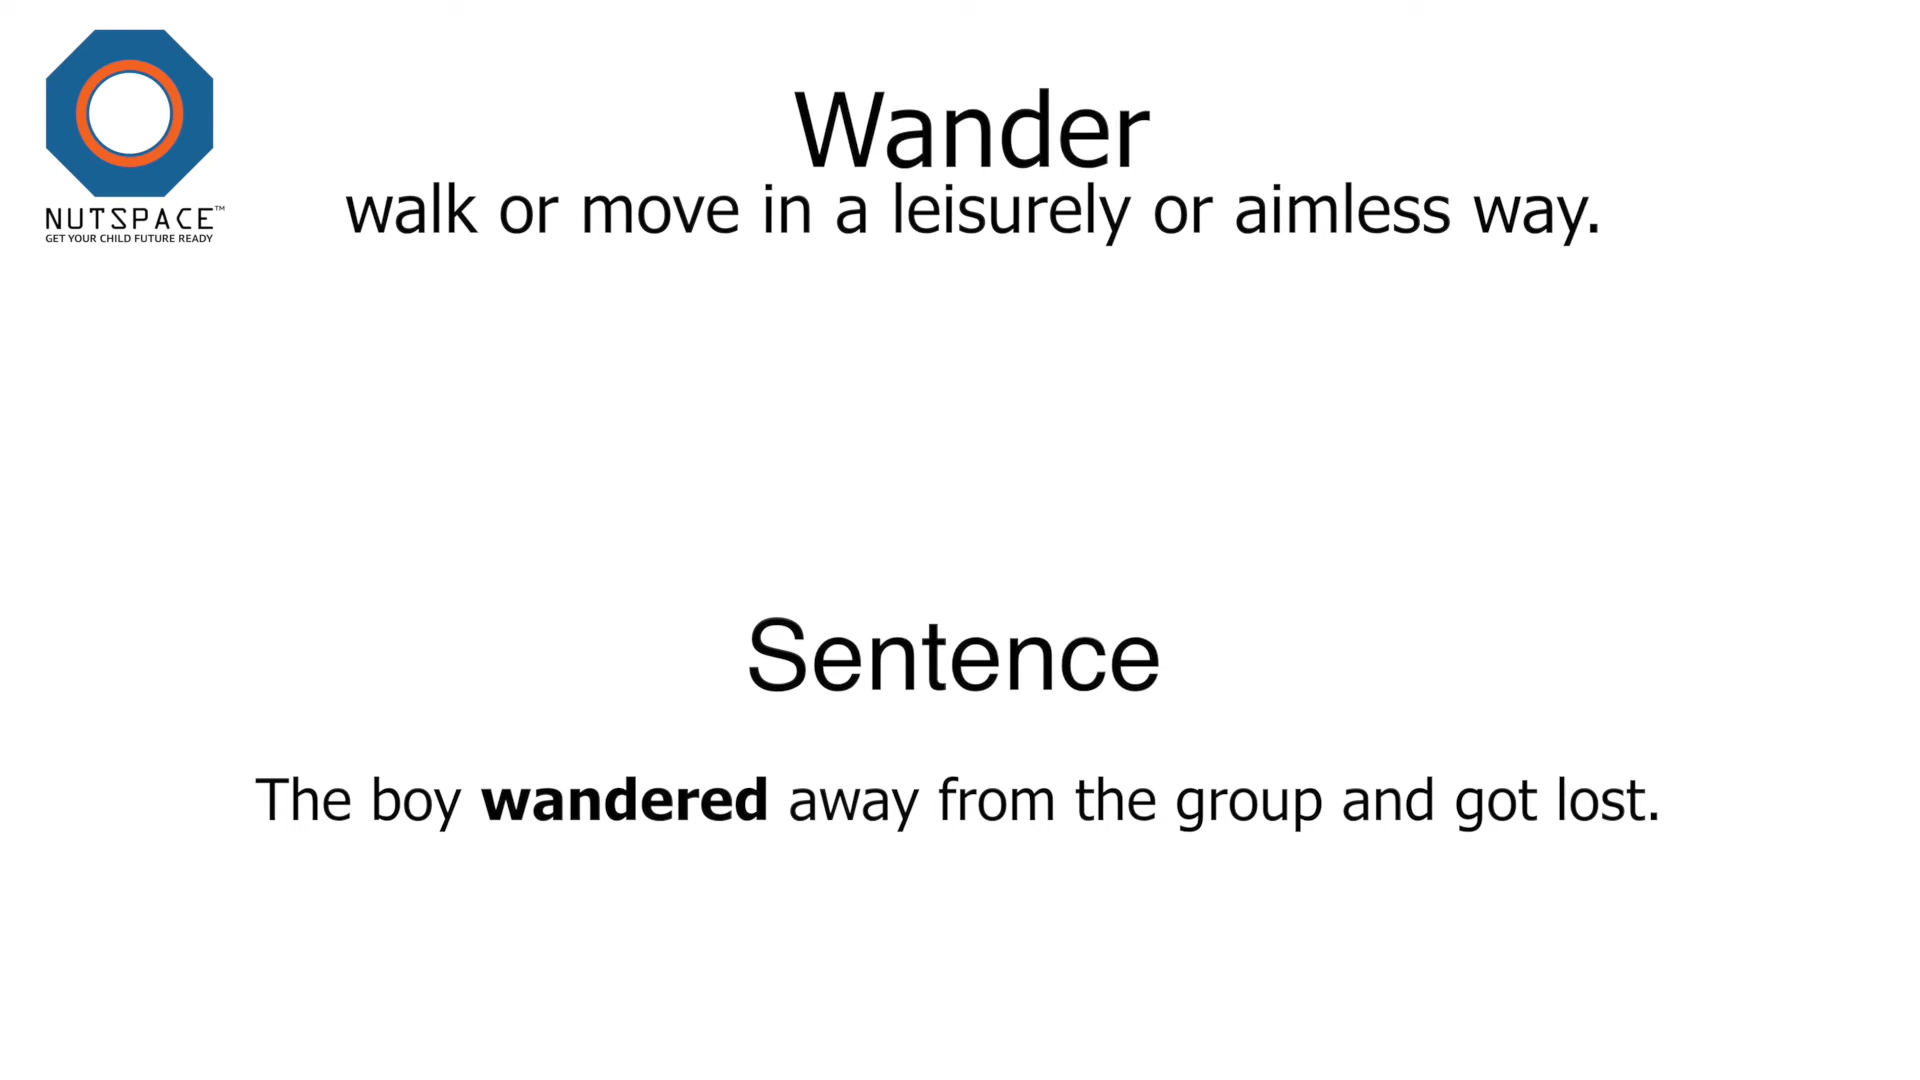 NUTSPACE™
GET YOUR CHILD FUTURE READY
Wander
walk or move in a leisurely or aimless way.
Sentence
The boy wandered away from the group and got lost.